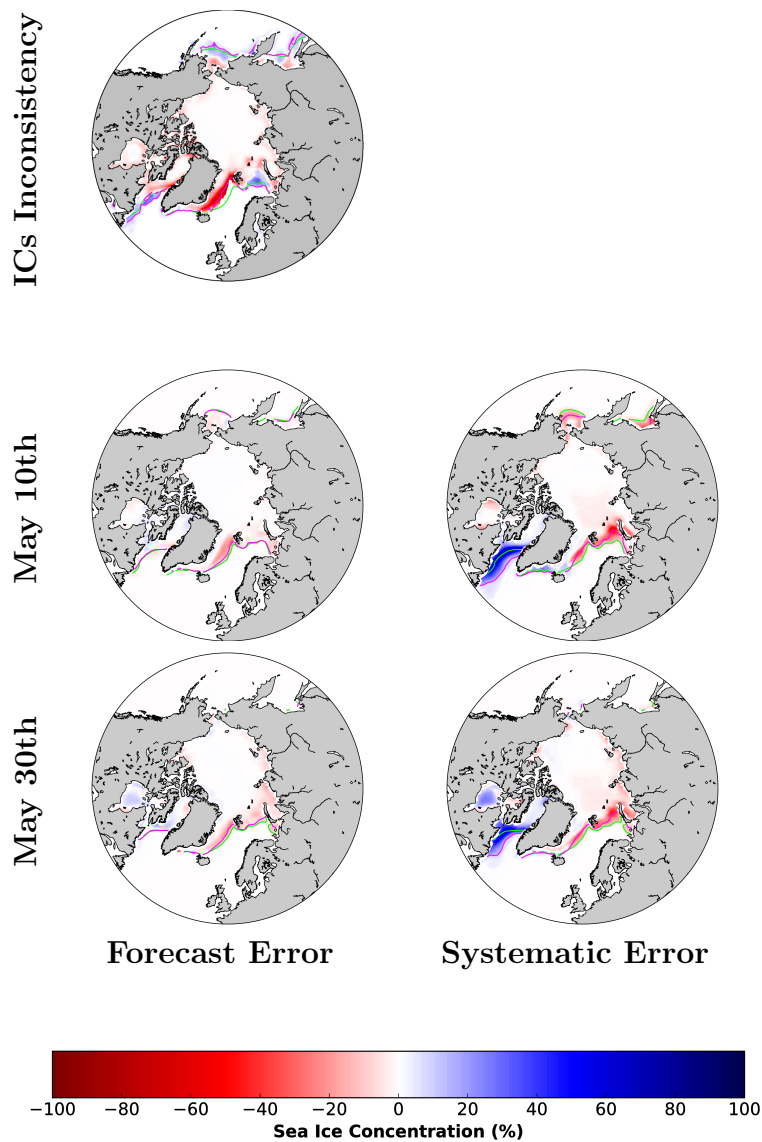 ICs Inconsistency
May 10th
May 30th
Forecast Error Systematic Error
−100 −80 −60 −40 −20 0 20 40 60 80 100
Sea Ice Concentration (%)